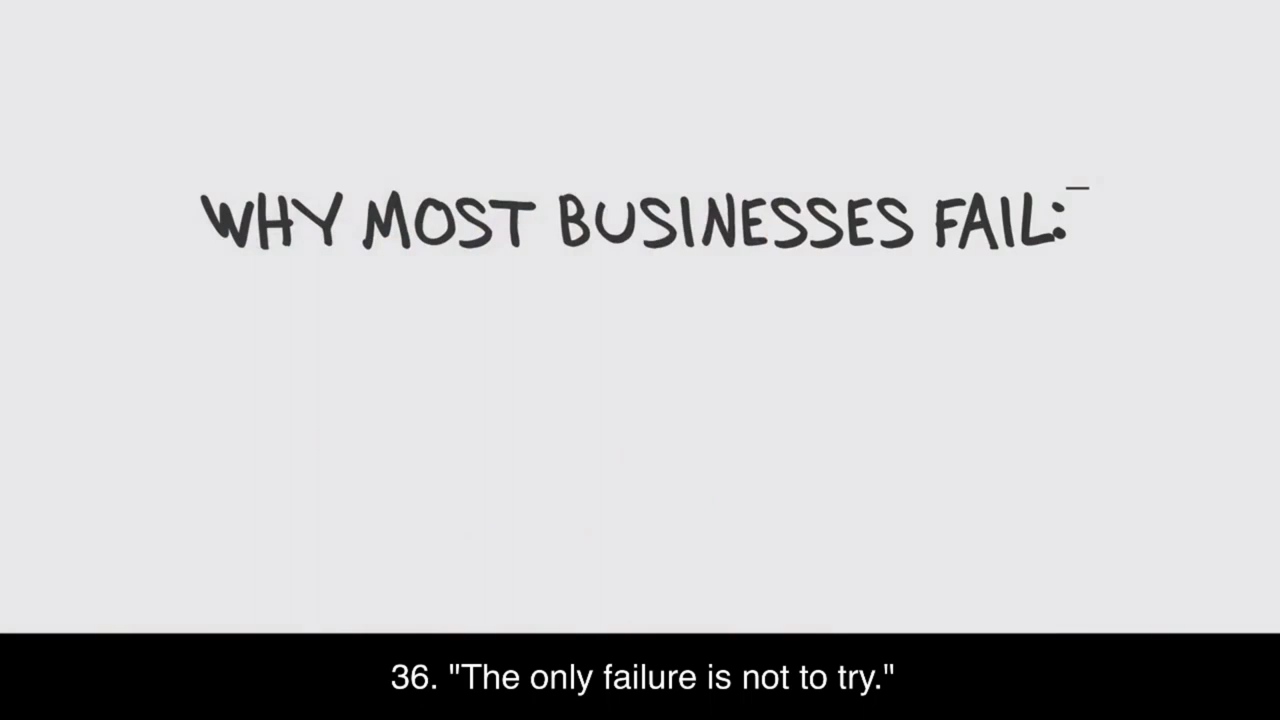 WHY MOST BUSINESSES FAIL:
36. "The only failure is not to try."